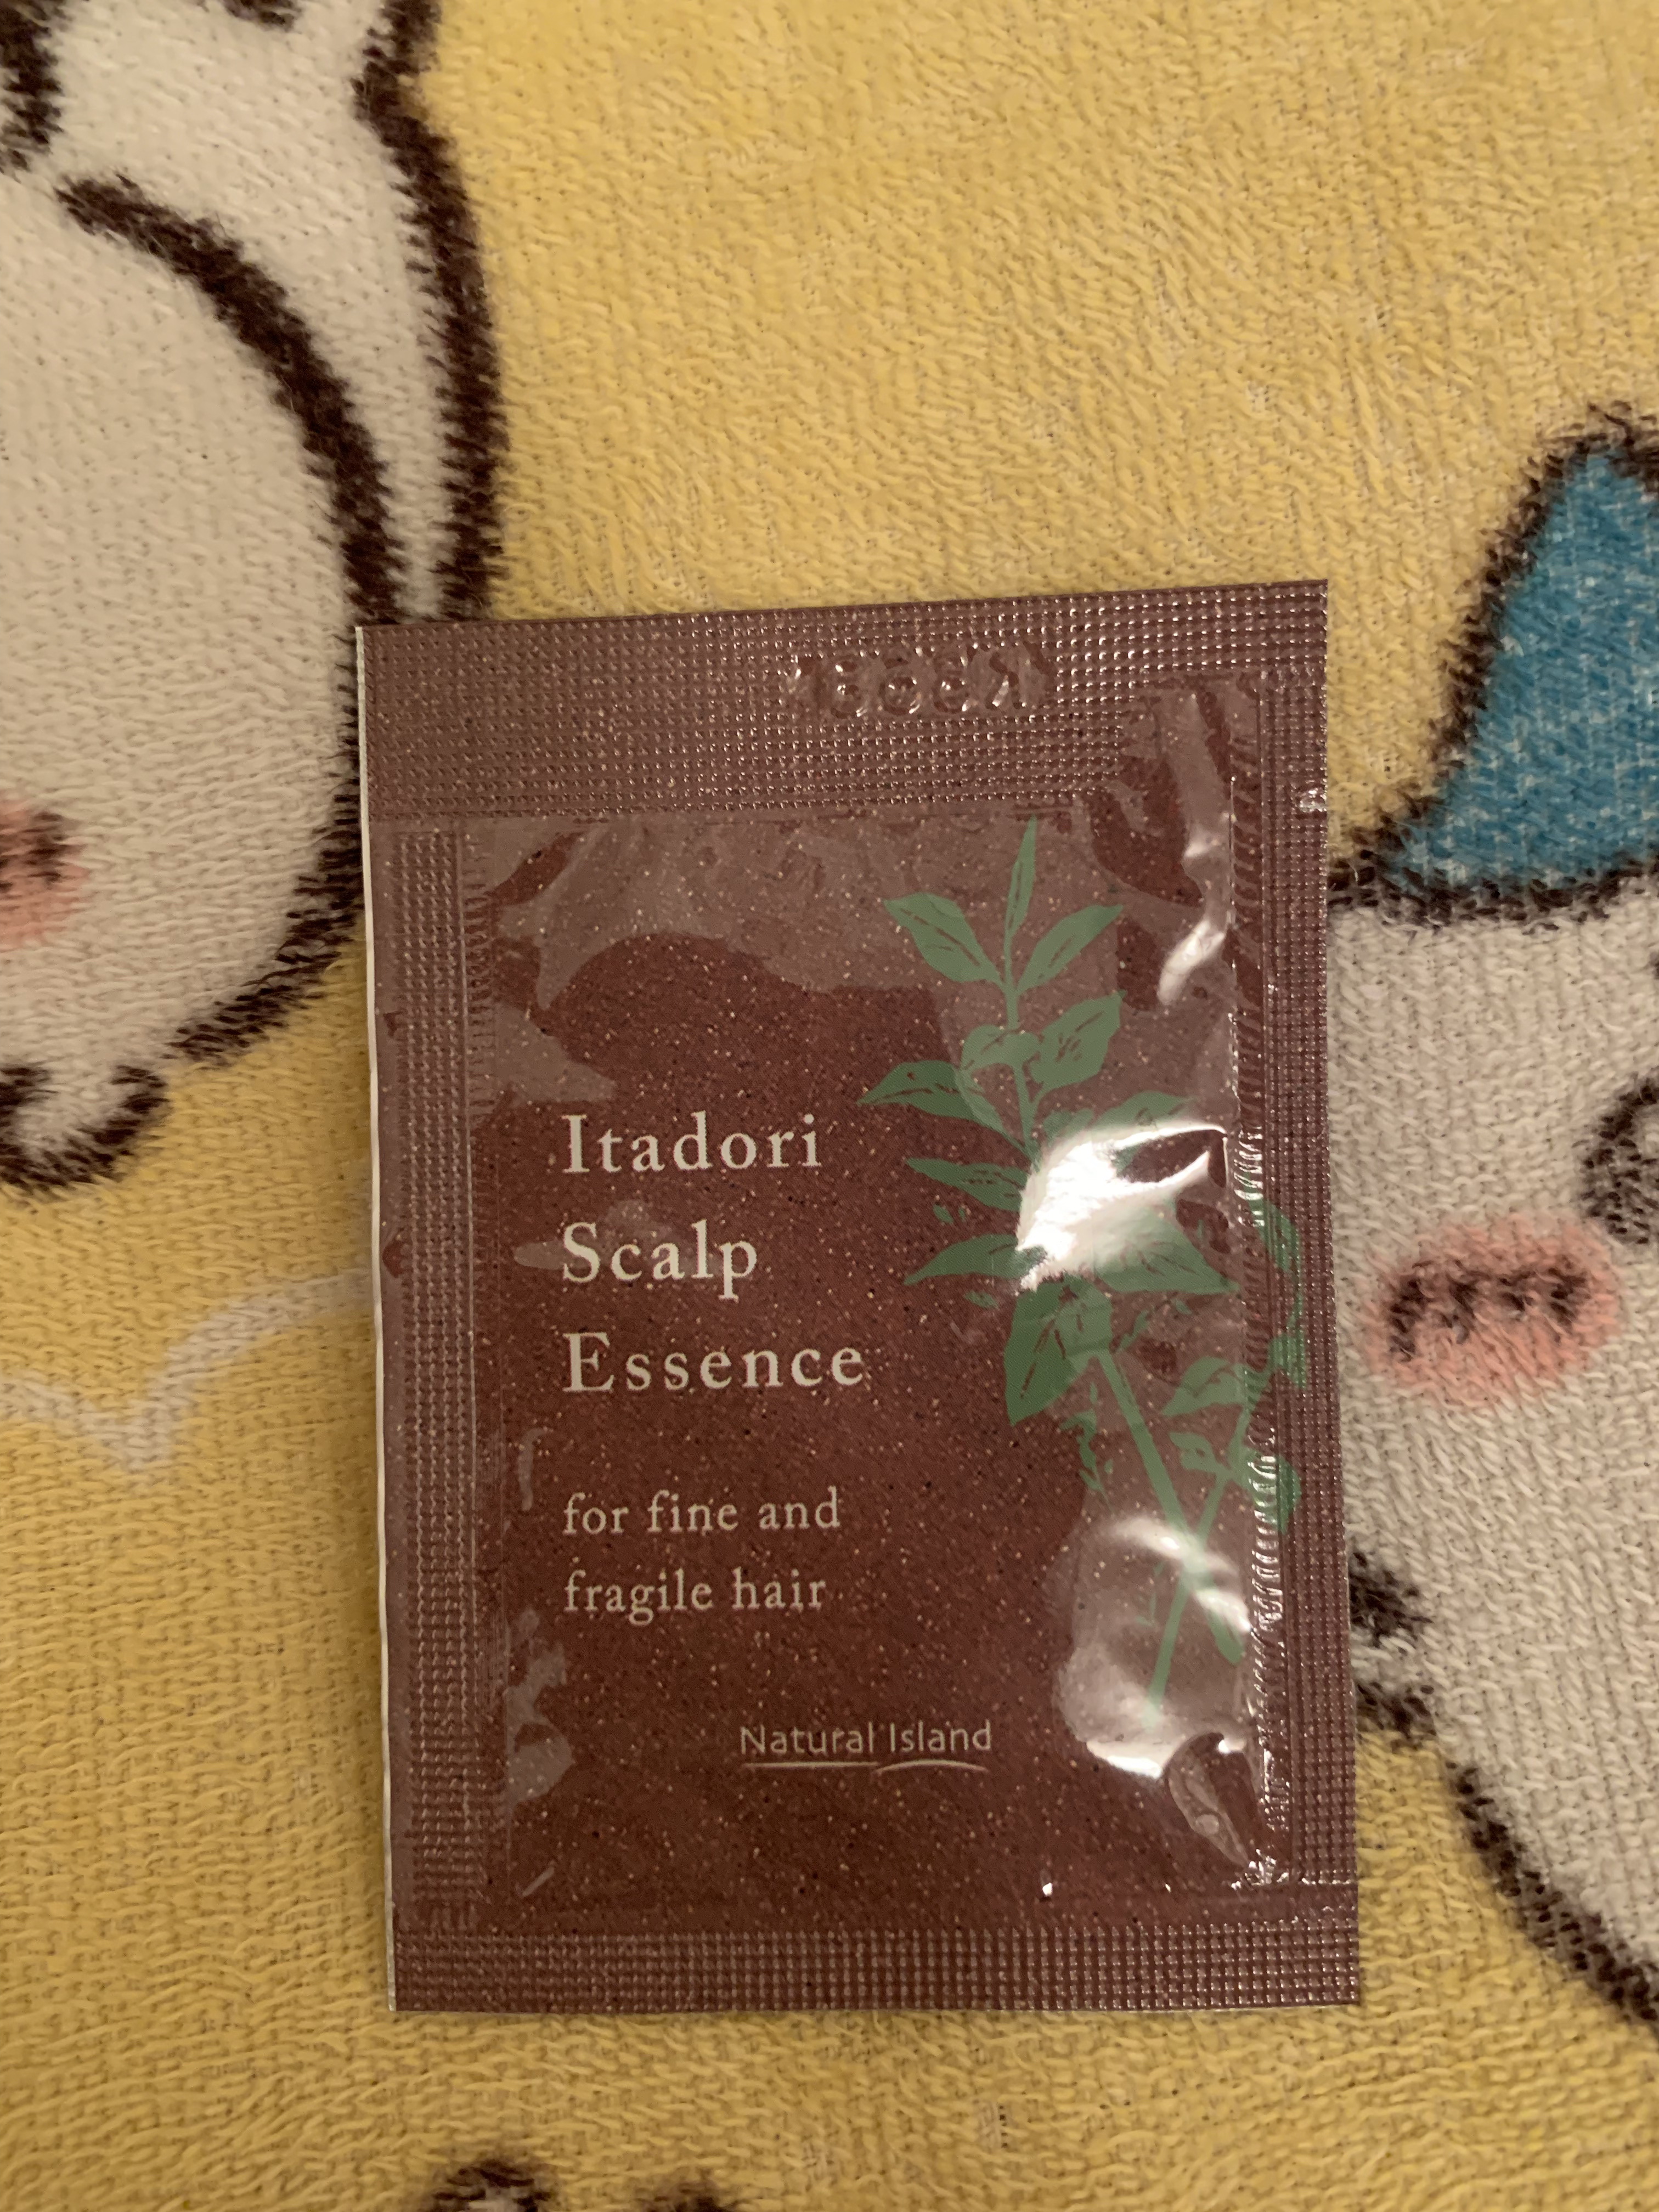 Itadori
Scalp
Essence
for fine and
fragile hair
Natural Island